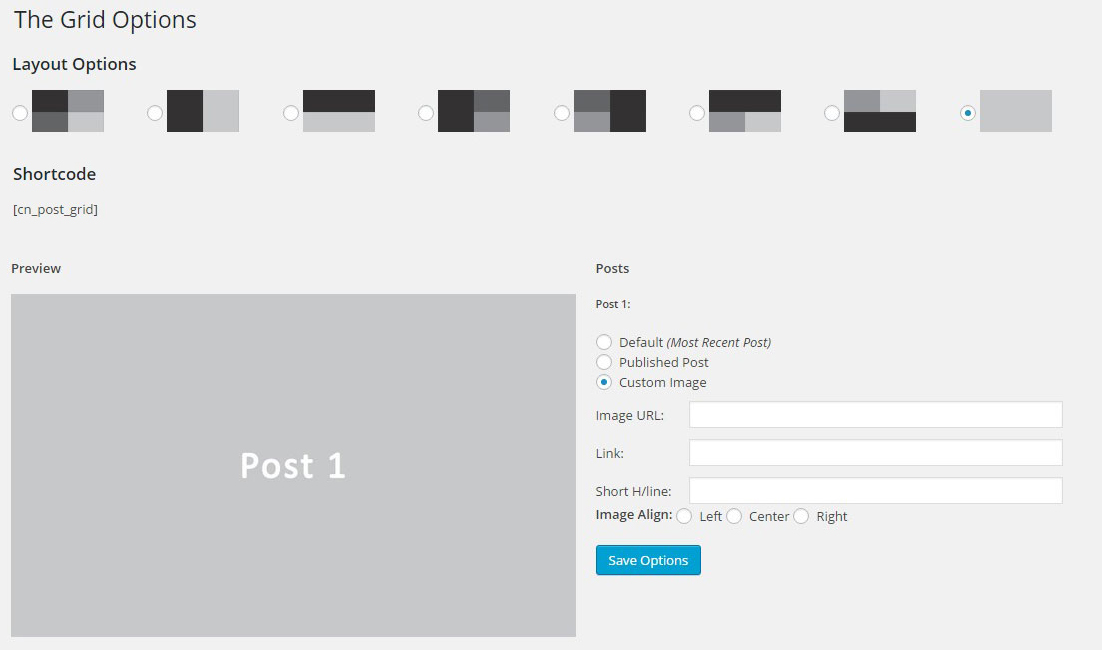 The Grid Options
Layout Options
Shortcode
[cn_post_grid]
Preview
Post 1
Posts
Post 1:
Default (Most Recent Post)
Published Post
Custom Image
Image URL:
Link:
Short H/line:
Image Align: Left Center Right
Save Options